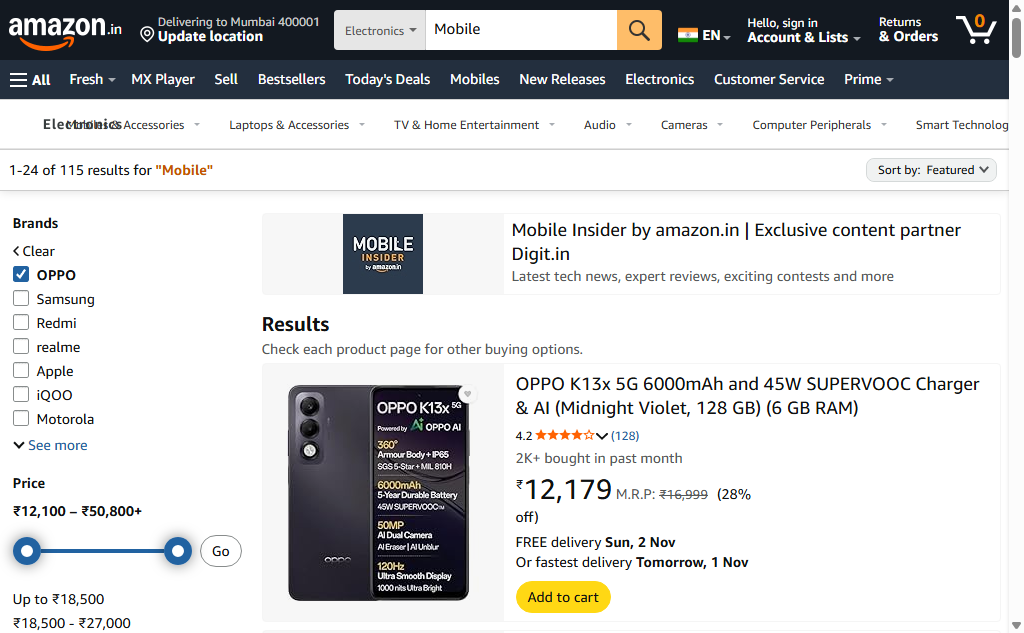 amazon.in
Delivering to Mumbai 400001
Update location
Electronics
Mobile
EN
Hello, sign in
Account & Lists
Returns
& Orders
0
All
Fresh
MX Player
Sell
Bestsellers
Today's Deals
Mobiles
New Releases
Electronics
Customer Service
Prime
Electronics
Mobiles & Accessories
Laptops & Accessories
TV & Home Entertainment
Audio
Cameras
Computer Peripherals
Smart Technolog
1-24 of 115 results for "Mobile"
Sort by: Featured
Brands
Clear
OPPO
Samsung
Redmi
realme
Apple
iQOO
Motorola
See more
Price
₹12,100 – ₹50,800+
Go
Up to ₹18,500
₹18,500 - ₹27,000
MOBILE
INSIDER
by amazon.in
Mobile Insider by amazon.in | Exclusive content partner
Digit.in
Latest tech news, expert reviews, exciting contests and more
Results
Check each product page for other buying options.
OPPO K13x 5G
Powered by Ai OPPO AI
360°
Armour Body + IP65
SGS 5-Star + MIL 810H
6000mAh
5-Year Durable Battery
45W SUPERVOOC™
50MP
AI Dual Camera
AI Eraser | AI Unblur
120Hz
Ultra Smooth Display
1000 nits Ultra Bright
oppo
OPPO K13x 5G 6000mAh and 45W SUPERVOOC Charger
& AI (Midnight Violet, 128 GB) (6 GB RAM)
4.2 (128)
2K+ bought in past month
₹12,179 M.R.P: ₹16,999 (28%
off)
FREE delivery Sun, 2 Nov
Or fastest delivery Tomorrow, 1 Nov
Add to cart